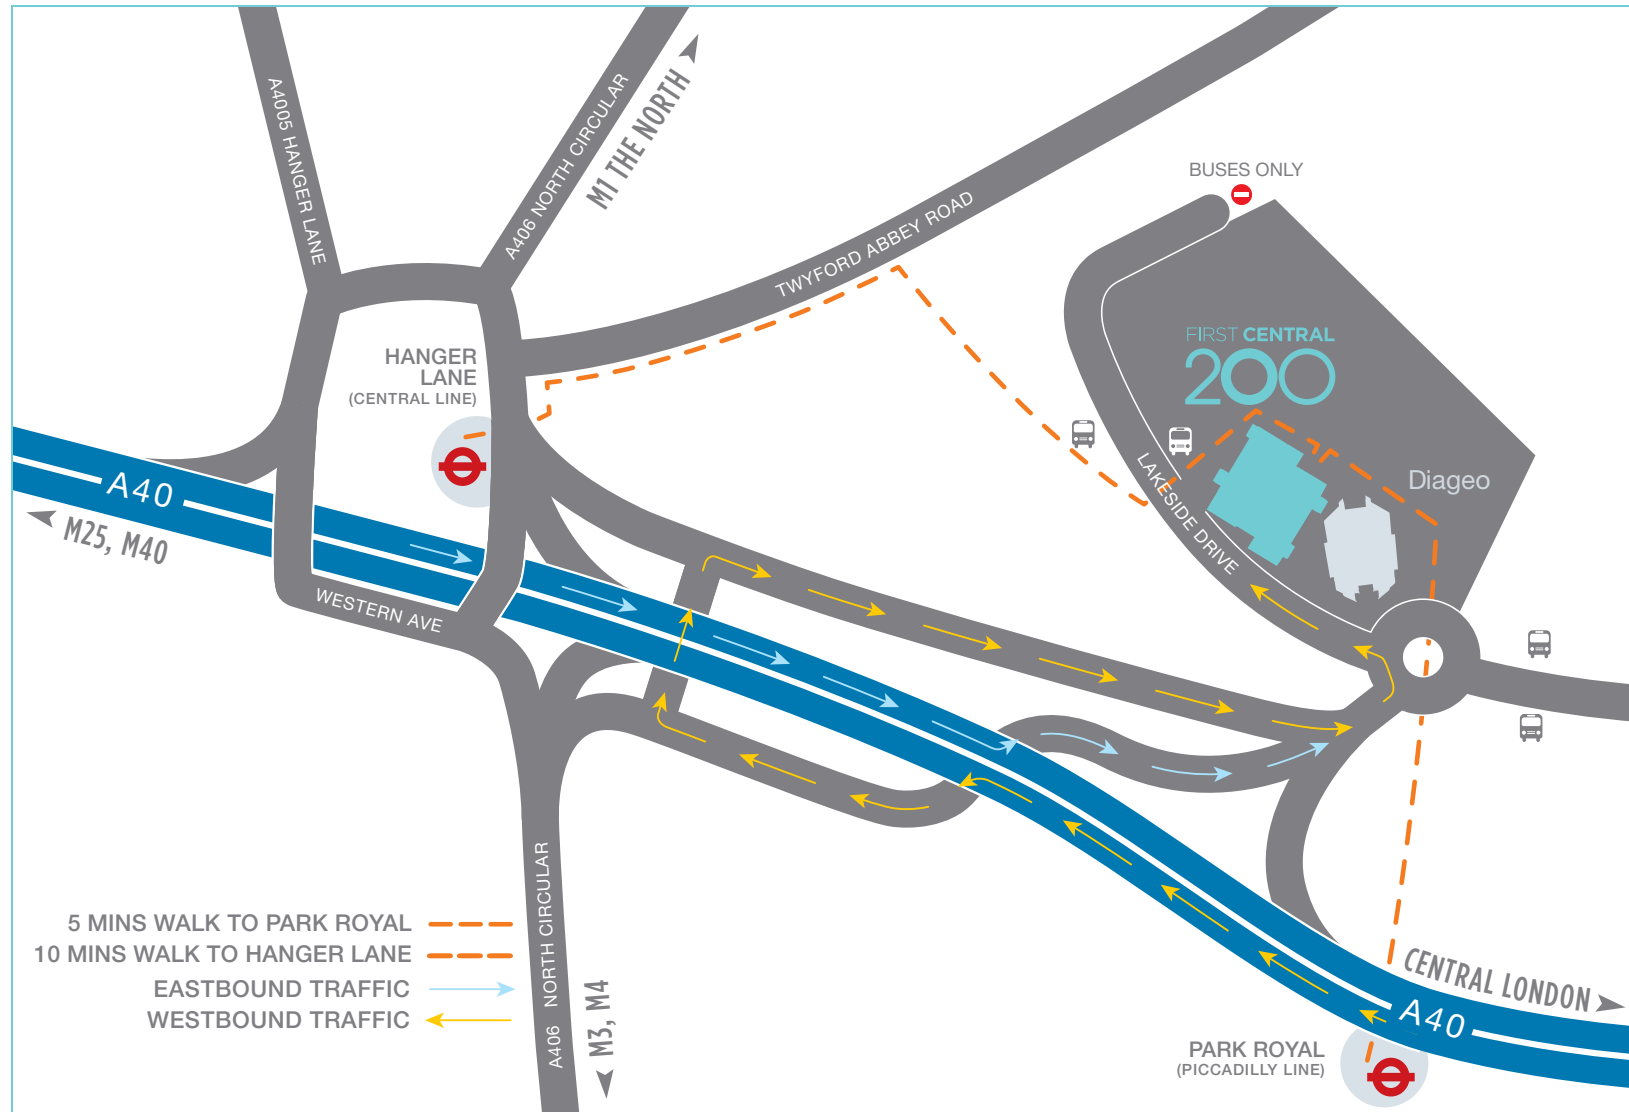 BUSES ONLY
A4005 HANGER LANE
A406 NORTH CIRCULAR
M1 THE NORTH
TWYFORD ABBEY ROAD
FIRST CENTRAL
200
HANGER
LANE
(CENTRAL LINE)
Diageo
LAKESIDE DRIVE
A40
M25, M40
WESTERN AVE
A406 NORTH CIRCULAR
M3, M4
5 MINS WALK TO PARK ROYAL
10 MINS WALK TO HANGER LANE
EASTBOUND TRAFFIC
WESTBOUND TRAFFIC
CENTRAL LONDON
A40
PARK ROYAL
(PICCADILLY LINE)